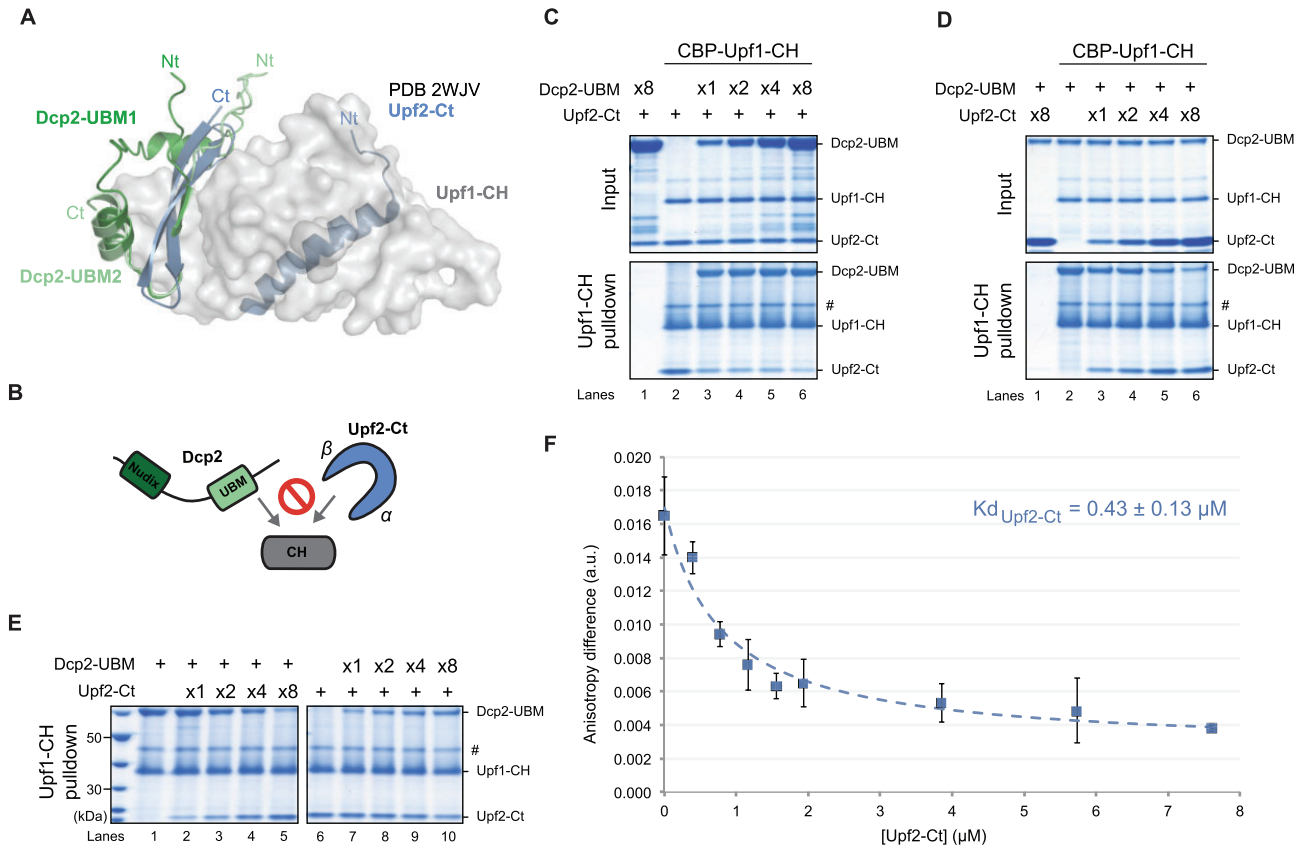 A
Nt
Nt
Ct
PDB 2WJV
Upf2-Ct
Dcp2-UBM1
Nt
Upf1-CH
Ct
Dcp2-UBM2
B
Dcp2
Upf2-Ct
β
Nudix
UBM
α
CH
C
CBP-Upf1-CH
Dcp2-UBM x8 x1 x2 x4 x8
Upf2-Ct + + + + + +
Input
Dcp2-UBM
Upf1-CH
Upf2-Ct
Upf1-CH
pulldown
Dcp2-UBM
#
Upf1-CH
Upf2-Ct
Lanes 1 2 3 4 5 6
D
CBP-Upf1-CH
Dcp2-UBM + + + + + +
Upf2-Ct x8 x1 x2 x4 x8
Input
Dcp2-UBM
Upf1-CH
Upf2-Ct
Upf1-CH
pulldown
Dcp2-UBM
#
Upf1-CH
Upf2-Ct
Lanes 1 2 3 4 5 6
E
Dcp2-UBM + + + + + x1 x2 x4 x8
Upf2-Ct x1 x2 x4 x8 + + + + +
Upf1-CH
pulldown
50
30
(kDa)
Dcp2-UBM
#
Upf1-CH
Upf2-Ct
Lanes 1 2 3 4 5 6 7 8 9 10
F
Anisotropy difference (a.u.)
0.020
0.018
0.016
0.014
0.012
0.010
0.008
0.006
0.004
0.002
0.000
Kd Upf2-Ct = 0.43 ± 0.13 µM
0 1 2 3 4 5 6 7 8
[Upf2-Ct] (µM)